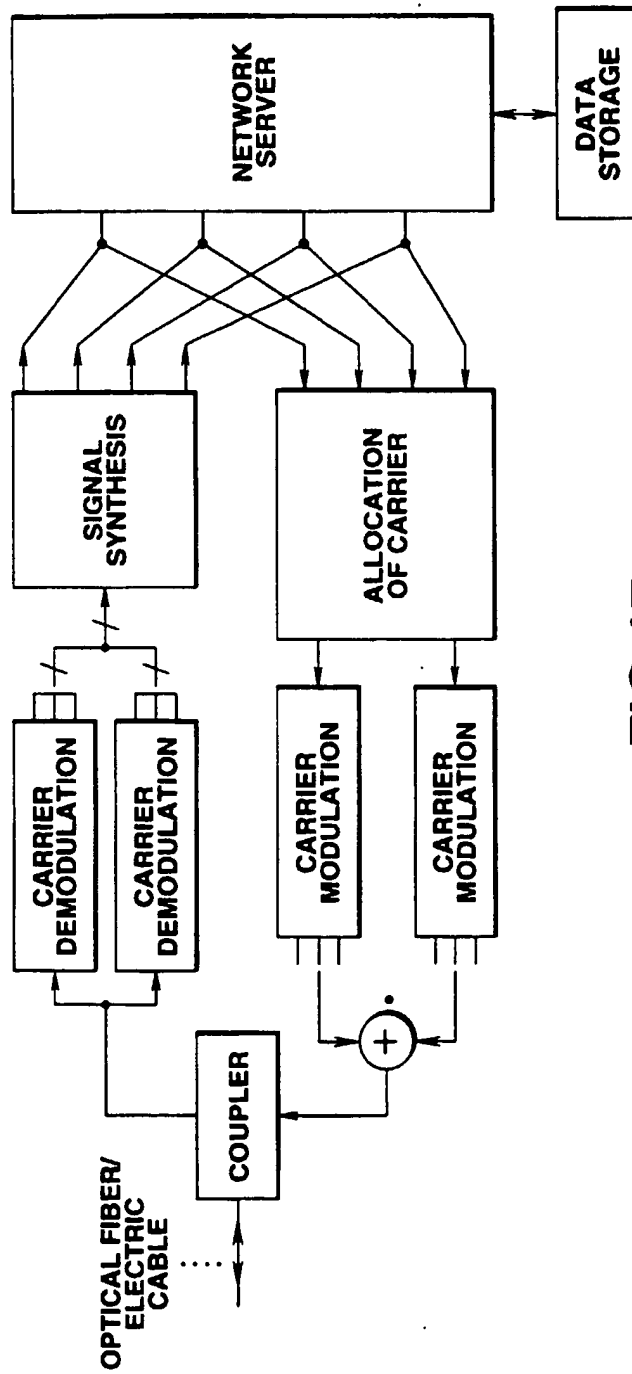 OPTICAL FIBER/
ELECTRIC
CABLE
COUPLER
CARRIER
DEMODULATION
CARRIER
DEMODULATION
SIGNAL
SYNTHESIS
NETWORK
SERVER
+
CARRIER
MODULATION
CARRIER
MODULATION
ALLOCATION
OF CARRIER
DATA
STORAGE